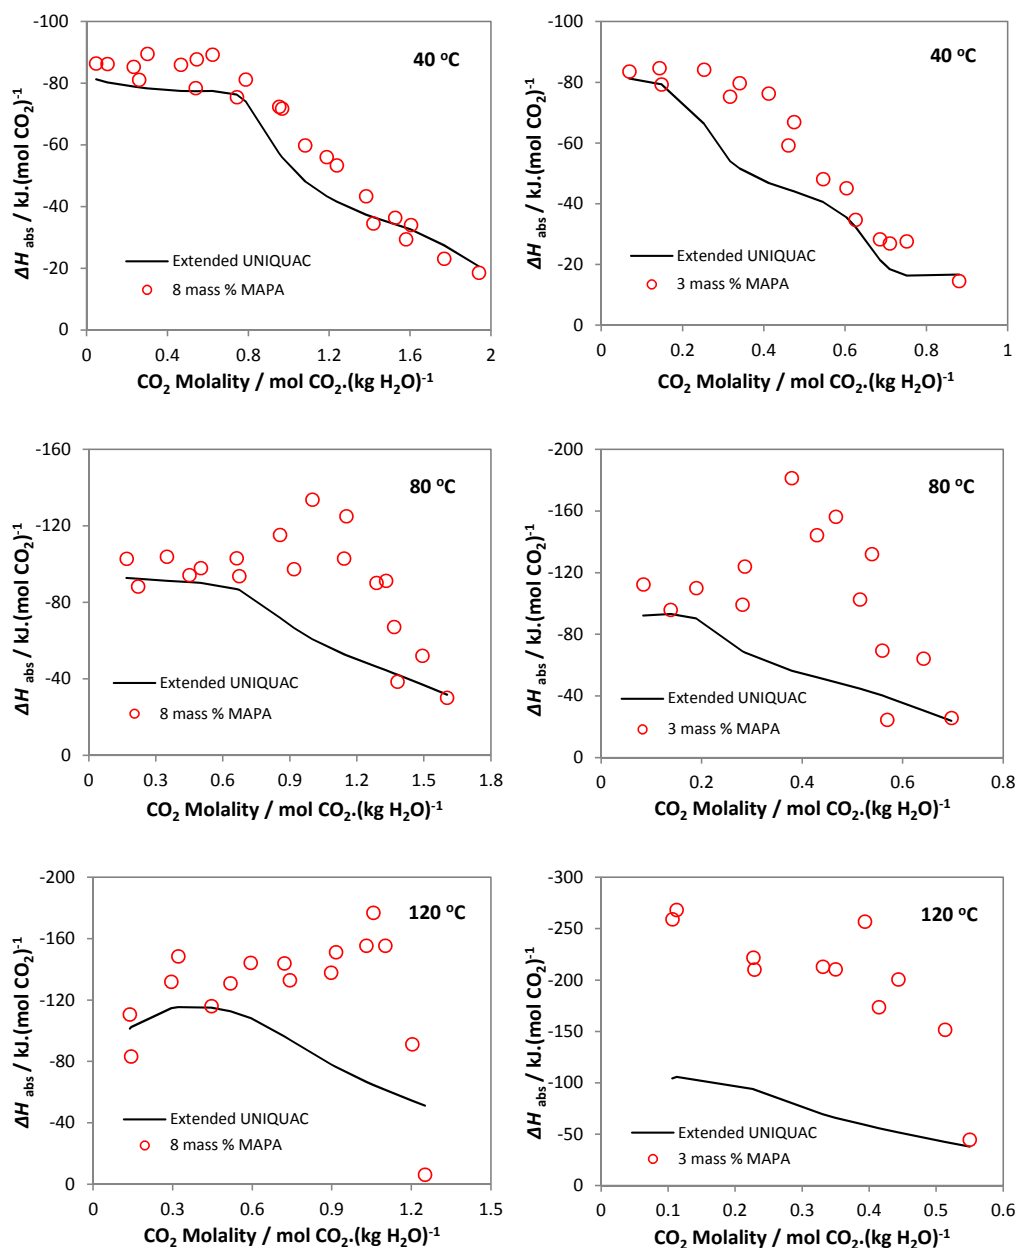 -100
-80
-60
-40
-20
0
0 0.4 0.8 1.2 1.6 2
ΔH abs / kJ.(mol CO2)-1
CO2 Molality / mol CO2.(kg H2O)-1
40 oC
Extended UNIQUAC
8 mass % MAPA
-100
-80
-60
-40
-20
0
0 0.2 0.4 0.6 0.8 1
ΔH abs / kJ.(mol CO2)-1
CO2 Molality / mol CO2.(kg H2O)-1
40 oC
Extended UNIQUAC
3 mass % MAPA
-160
-120
-80
-40
0
0 0.3 0.6 0.9 1.2 1.5 1.8
ΔH abs / kJ.(mol CO2)-1
CO2 Molality / mol CO2.(kg H2O)-1
80 oC
Extended UNIQUAC
8 mass % MAPA
-200
-160
-120
-80
-40
0
0 0.2 0.4 0.6 0.8
ΔH abs / kJ.(mol CO2)-1
CO2 Molality / mol CO2.(kg H2O)-1
80 oC
Extended UNIQUAC
3 mass % MAPA
-200
-160
-120
-80
-40
0
0 0.3 0.6 0.9 1.2 1.5
ΔH abs / kJ.(mol CO2)-1
CO2 Molality / mol CO2.(kg H2O)-1
120 oC
Extended UNIQUAC
8 mass % MAPA
-300
-250
-200
-150
-100
-50
0
0 0.1 0.2 0.3 0.4 0.5 0.6
ΔH abs / kJ.(mol CO2)-1
CO2 Molality / mol CO2.(kg H2O)-1
120 oC
Extended UNIQUAC
3 mass % MAPA